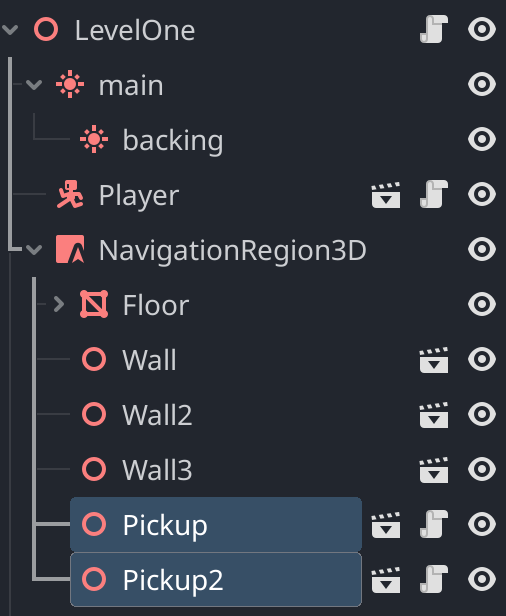 LevelOne
main
backing
Player
NavigationRegion3D
Floor
Wall
Wall2
Wall3
Pickup
Pickup2